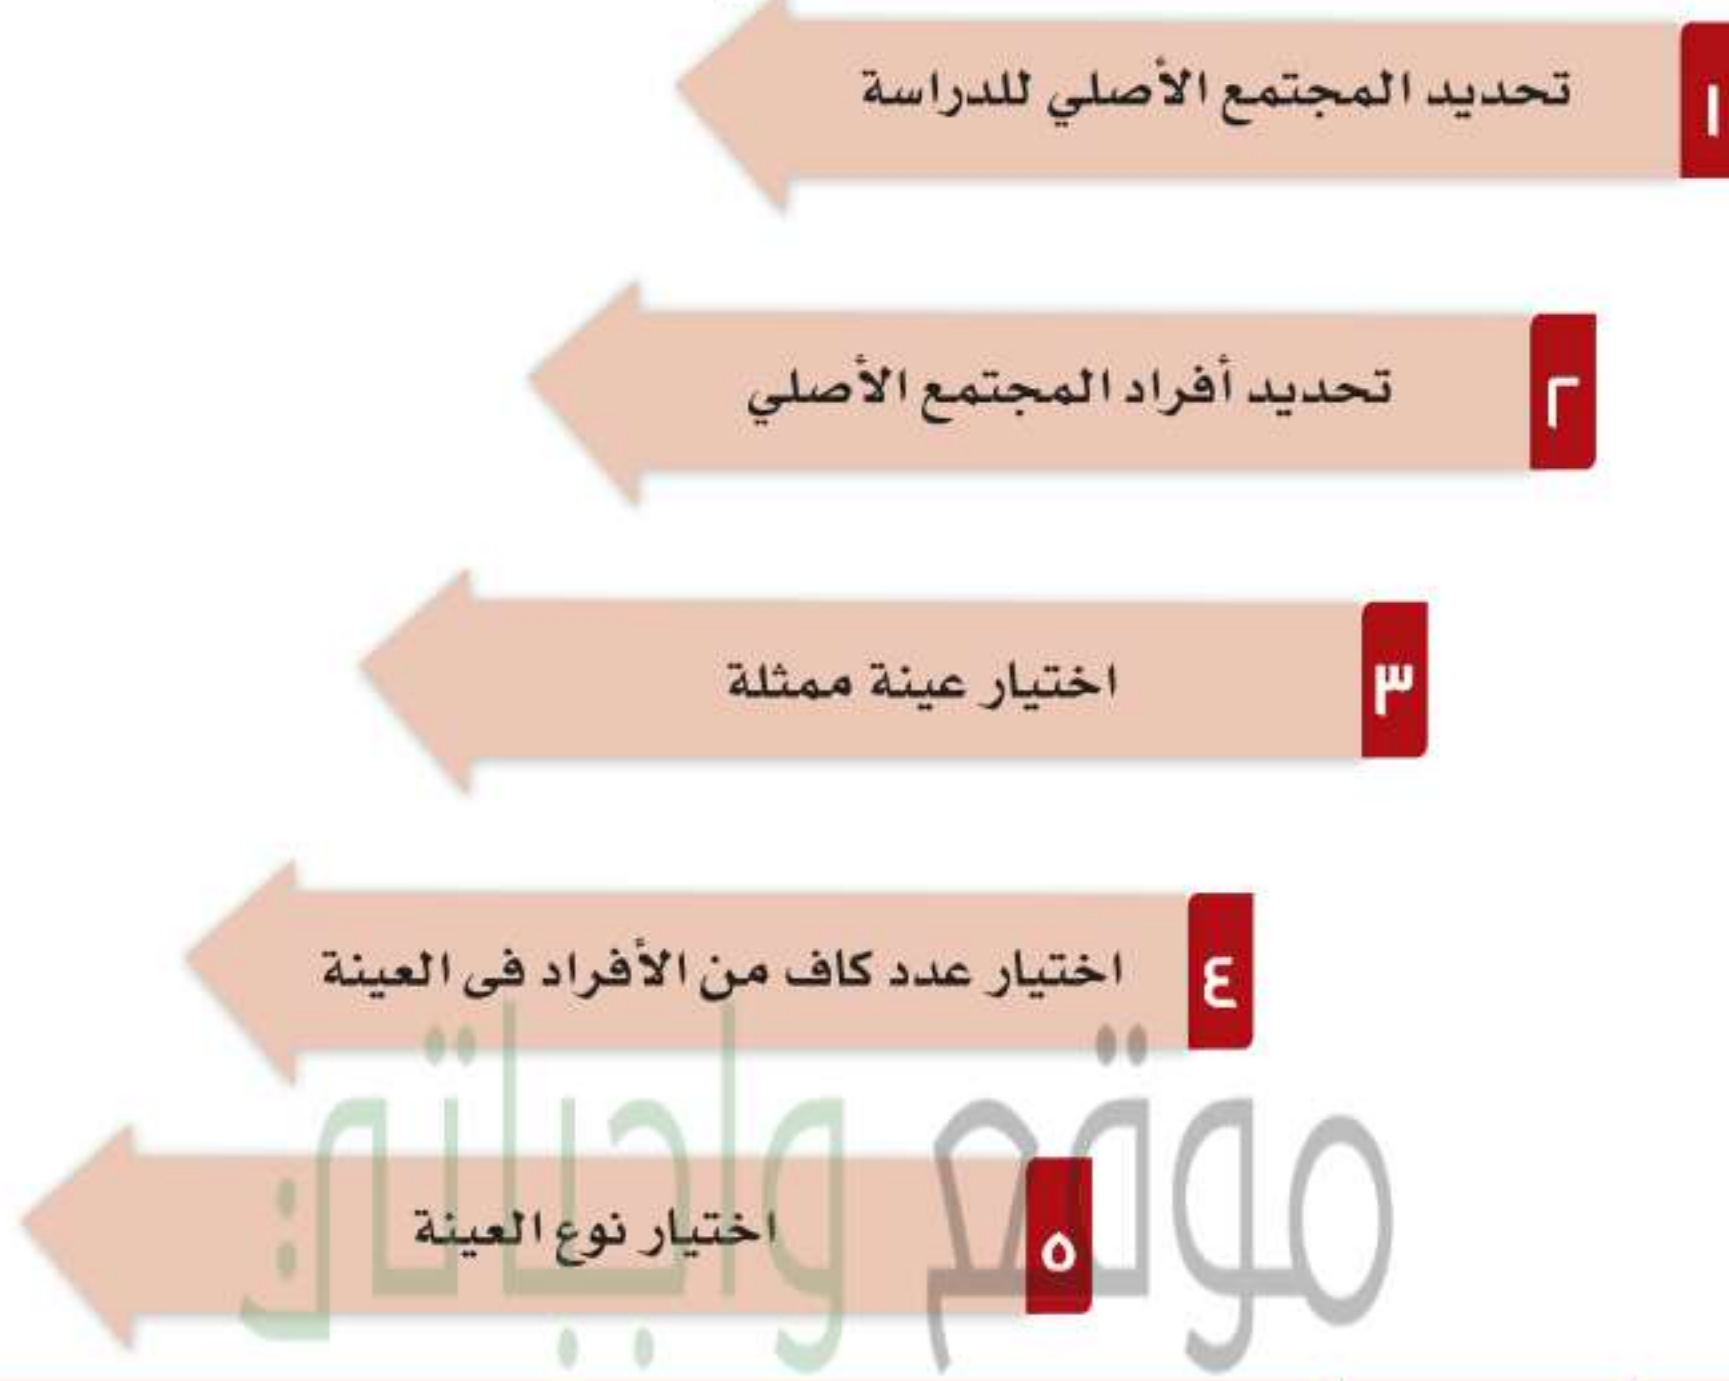 ١ تحديد المجتمع الأصلي للدراسة
٢ تحديد أفراد المجتمع الأصلي
٣ اختيار عينة ممثلة
٤ اختيار عدد كاف من الأفراد فى العينة
٥ اختيار نوع العينة
موقع واجباتي